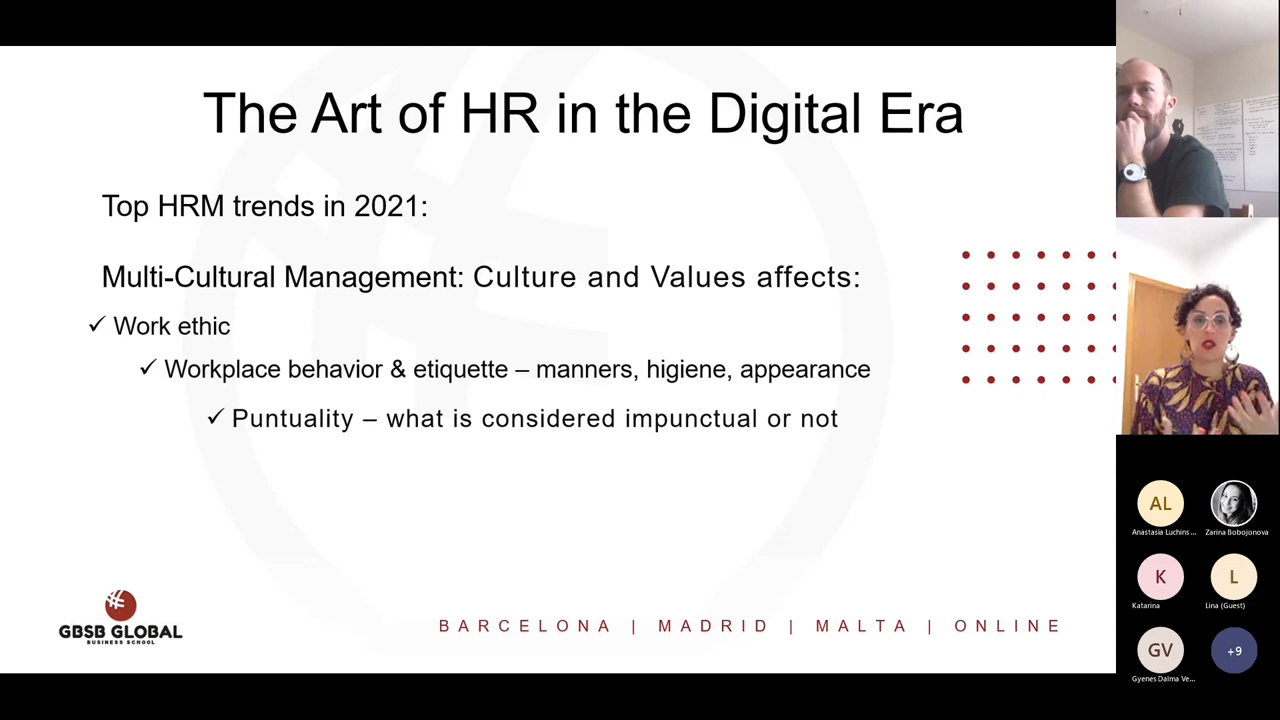 The Art of HR in the Digital Era
Top HRM trends in 2021:
Multi-Cultural Management: Culture and Values affects:
✓ Work ethic
✓ Workplace behavior & etiquette – manners, higiene, appearance
✓ Puntuality – what is considered impunctual or not
GBSB GLOBAL
BUSINESS SCHOOL
BARCELONA | MADRID | MALTA | ONLINE
AL
Anastasia Luchins ...
Zarina Bobojonova
K
Katarina
L
Lina (Guest)
GV
Gyenes Dalma Ve...
+9